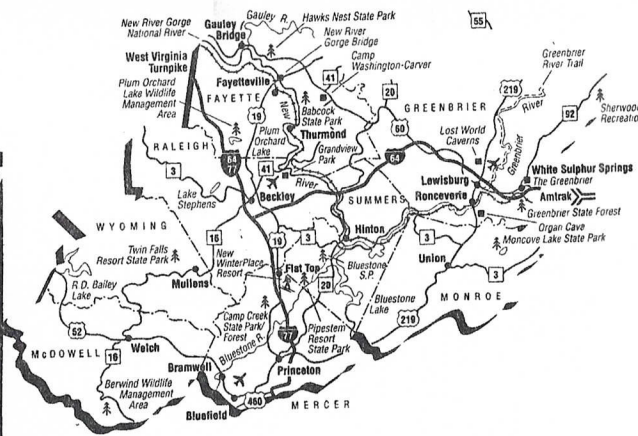 New River Gorge
National River
Gauley
Bridge
Gauley R.
Hawks Nest State Park
New River
Gorge Bridge
Camp
Washington-Carver
55
Greenbrier
River Trail
West Virginia
Turnpike
Fayetteville
41
20
219
92
Plum Orchard
Lake Wildlife
Management
Area
FAYETTE
19
Babcock
State Park
New
GREENBRIER
60
River
Sherwood
Recreatio
Plum
Orchard
Lake
Thurmond
Grandview
Park
Lost World
Caverns
Greenbrier
RALEIGH
3
64
77
41
River
64
White Sulphur Springs
The Greenbrier
Lewisburg
Ronceverte
Amtrak
Lake
Stephens
Beckley
SUMMERS
Greenbrier State Forest
Organ Cave
Moncove Lake State Park
WYOMING
16
19
3
Hinton
3
Twin Falls
Resort State Park
New
WinterPlace
Resort
Flat Top
Bluestone
S.P.
Union
3
R.D. Bailey
Lake
Mullens
20
Bluestone
Lake
MONROE
219
Camp Creek
State Park/
Forest
Pipestem
Resort
State Park
52
Welch
Bluestone R.
77
McDOWELL
16
Bramwell
Princeton
Berwind Wildlife
Management
Area
Bluefield
460
MERCER